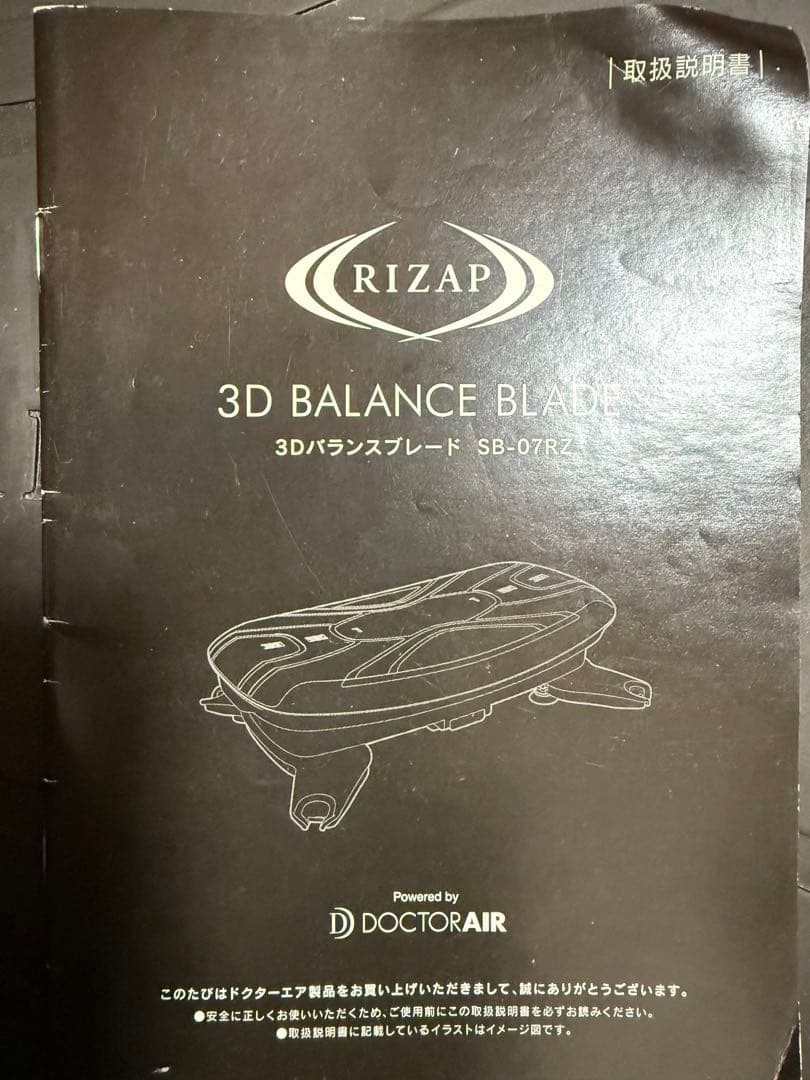 |取扱説明書|
RIZAP
3D BALANCE BLADE
3Dバランスブレード SB-07RZ
Powered by
DOCTORAIR
このたびはドクターエア製品をお買い上げいただきまして、誠にありがとうございます。
●安全に正しくお使いいただくため、ご使用前にこの取扱説明書を必ずお読みください。
●取扱説明書に記載しているイラストはイメージ図です。